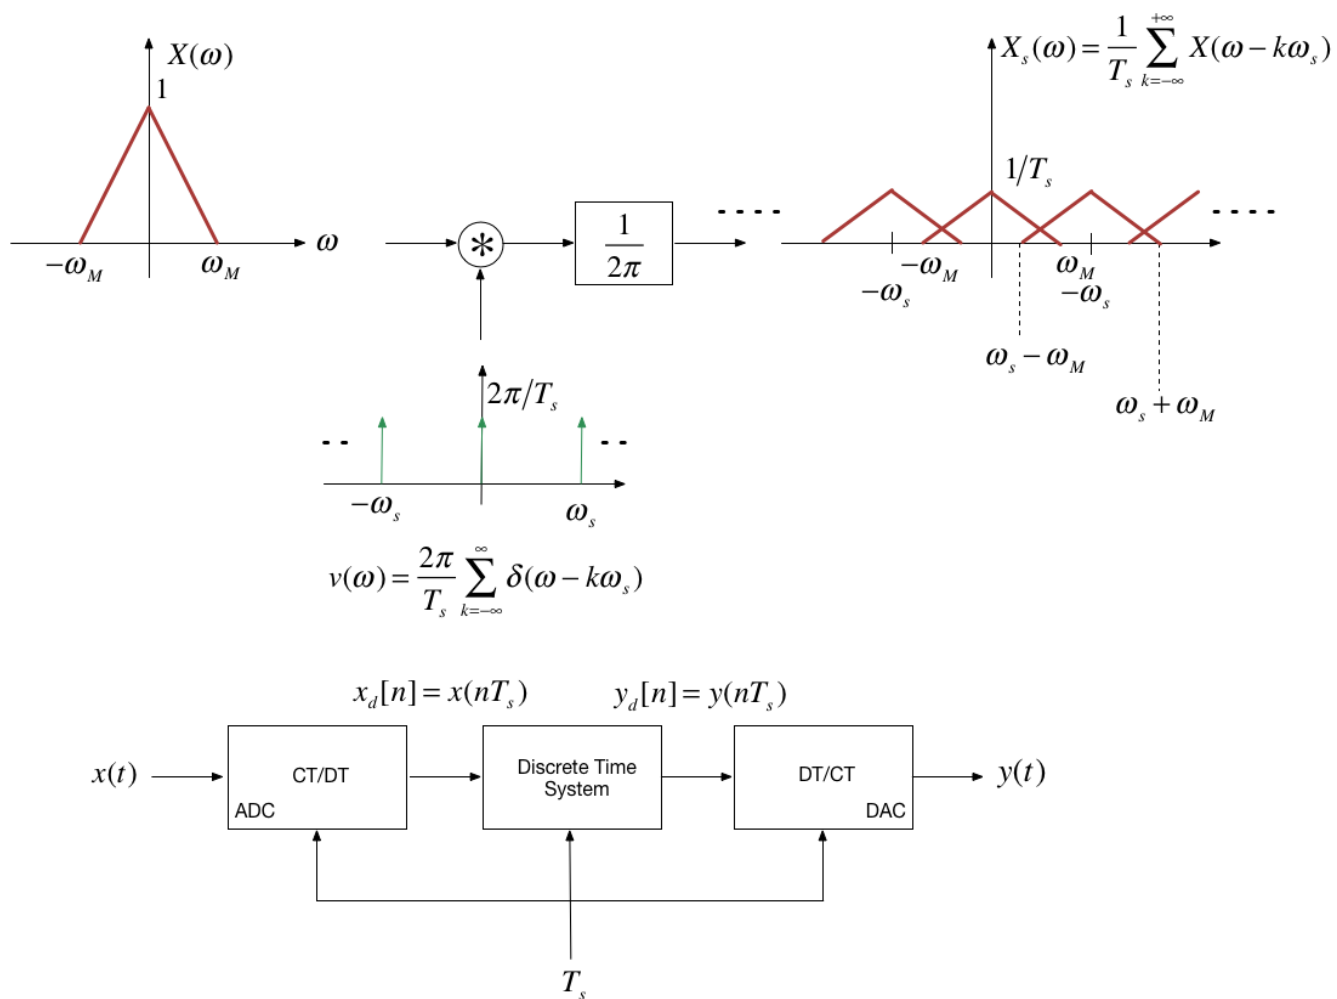 X(ω)
1
−ω_M
ω_M
ω
*
1/2π
2π/T_s
−ω_s
ω_s
v(ω) = 2π/T_s ∑_{k=−∞}^{∞} δ(ω − kω_s)
X_s(ω) = 1/T_s ∑_{k=−∞}^{+∞} X(ω − kω_s)
1/T_s
−ω_M
ω_M
−ω_s
−ω_s
ω_s − ω_M
ω_s + ω_M
x_d[n] = x(nT_s)
y_d[n] = y(nT_s)
x(t)
CT/DT
ADC
Discrete Time
System
DT/CT
DAC
y(t)
T_s